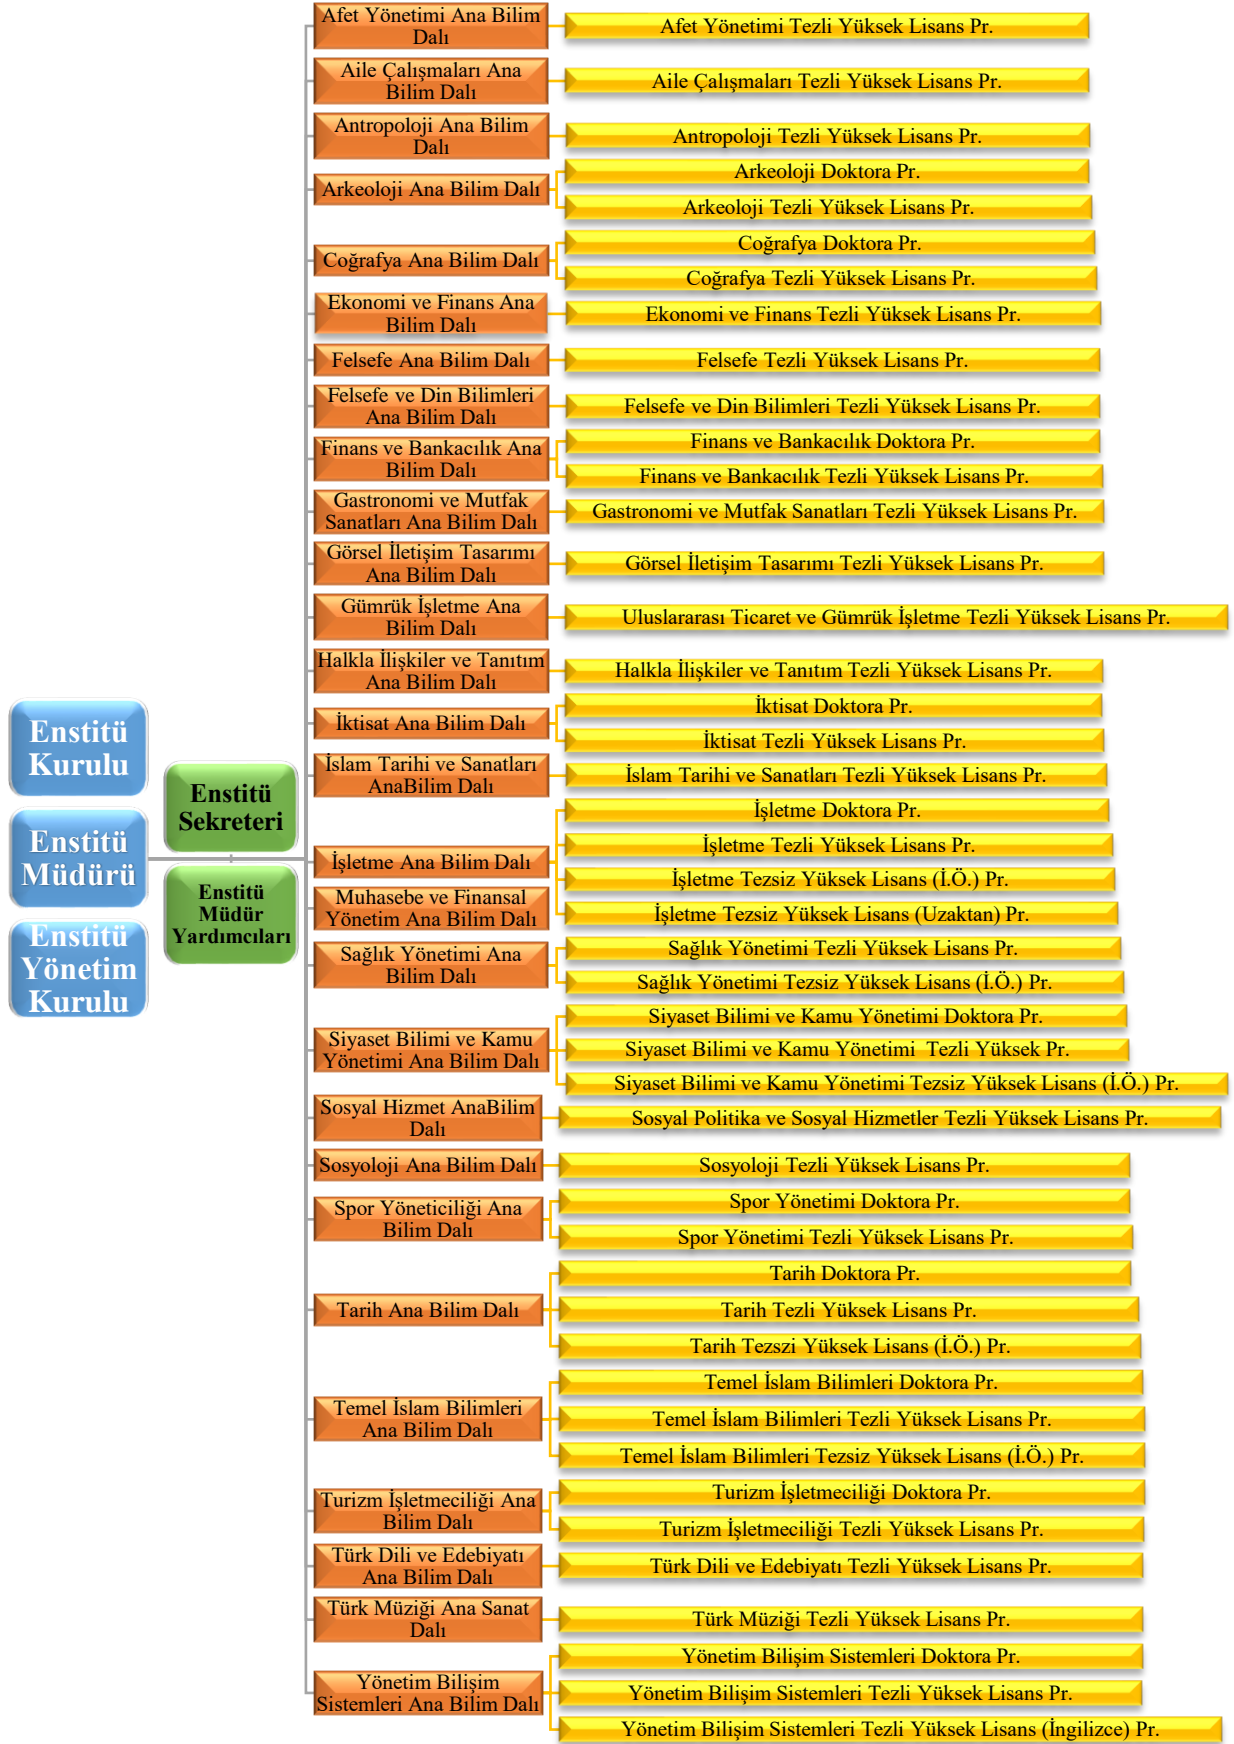 Enstitü
Kurulu
Enstitü
Müdürü
Enstitü
Yönetim
Kurulu
Enstitü
Sekreteri
Enstitü
Müdür
Yardımcıları
Afet Yönetimi Ana Bilim
Dalı
Afet Yönetimi Tezli Yüksek Lisans Pr.
Aile Çalışmaları Ana
Bilim Dalı
Aile Çalışmaları Tezli Yüksek Lisans Pr.
Antropoloji Ana Bilim
Dalı
Antropoloji Tezli Yüksek Lisans Pr.
Arkeoloji Ana Bilim Dalı
Arkeoloji Doktora Pr.
Arkeoloji Tezli Yüksek Lisans Pr.
Coğrafya Ana Bilim Dalı
Coğrafya Doktora Pr.
Coğrafya Tezli Yüksek Lisans Pr.
Ekonomi ve Finans Ana
Bilim Dalı
Ekonomi ve Finans Tezli Yüksek Lisans Pr.
Felsefe Ana Bilim Dalı
Felsefe Tezli Yüksek Lisans Pr.
Felsefe ve Din Bilimleri
Ana Bilim Dalı
Felsefe ve Din Bilimleri Tezli Yüksek Lisans Pr.
Finans ve Bankacılık Ana
Bilim Dalı
Finans ve Bankacılık Doktora Pr.
Finans ve Bankacılık Tezli Yüksek Lisans Pr.
Gastronomi ve Mutfak
Sanatları Ana Bilim Dalı
Gastronomi ve Mutfak Sanatları Tezli Yüksek Lisans Pr.
Görsel İletişim Tasarımı
Ana Bilim Dalı
Görsel İletişim Tasarımı Tezli Yüksek Lisans Pr.
Gümrük İşletme Ana
Bilim Dalı
Uluslararası Ticaret ve Gümrük İşletme Tezli Yüksek Lisans Pr.
Halkla İlişkiler ve Tanıtım
Ana Bilim Dalı
Halkla İlişkiler ve Tanıtım Tezli Yüksek Lisans Pr.
İktisat Ana Bilim Dalı
İktisat Doktora Pr.
İktisat Tezli Yüksek Lisans Pr.
İslam Tarihi ve Sanatları
AnaBilim Dalı
İslam Tarihi ve Sanatları Tezli Yüksek Lisans Pr.
İşletme Ana Bilim Dalı
İşletme Doktora Pr.
İşletme Tezli Yüksek Lisans Pr.
İşletme Tezsiz Yüksek Lisans (İ.Ö.) Pr.
İşletme Tezsiz Yüksek Lisans (Uzaktan) Pr.
Muhasebe ve Finansal
Yönetim Ana Bilim Dalı
Sağlık Yönetimi Ana
Bilim Dalı
Sağlık Yönetimi Tezli Yüksek Lisans Pr.
Sağlık Yönetimi Tezsiz Yüksek Lisans (İ.Ö.) Pr.
Siyaset Bilimi ve Kamu
Yönetimi Ana Bilim Dalı
Siyaset Bilimi ve Kamu Yönetimi Doktora Pr.
Siyaset Bilimi ve Kamu Yönetimi  Tezli Yüksek Pr.
Siyaset Bilimi ve Kamu Yönetimi Tezsiz Yüksek Lisans (İ.Ö.) Pr.
Sosyal Hizmet AnaBilim
Dalı
Sosyal Politika ve Sosyal Hizmetler Tezli Yüksek Lisans Pr.
Sosyoloji Ana Bilim Dalı
Sosyoloji Tezli Yüksek Lisans Pr.
Spor Yöneticiliği Ana
Bilim Dalı
Spor Yönetimi Doktora Pr.
Spor Yönetimi Tezli Yüksek Lisans Pr.
Tarih Ana Bilim Dalı
Tarih Doktora Pr.
Tarih Tezli Yüksek Lisans Pr.
Tarih Tezszi Yüksek Lisans (İ.Ö.) Pr.
Temel İslam Bilimleri
Ana Bilim Dalı
Temel İslam Bilimleri Doktora Pr.
Temel İslam Bilimleri Tezli Yüksek Lisans Pr.
Temel İslam Bilimleri Tezsiz Yüksek Lisans (İ.Ö.) Pr.
Turizm İşletmeciliği Ana
Bilim Dalı
Turizm İşletmeciliği Doktora Pr.
Turizm İşletmeciliği Tezli Yüksek Lisans Pr.
Türk Dili ve Edebiyatı
Ana Bilim Dalı
Türk Dili ve Edebiyatı Tezli Yüksek Lisans Pr.
Türk Müziği Ana Sanat
Dalı
Türk Müziği Tezli Yüksek Lisans Pr.
Yönetim Bilişim
Sistemleri Ana Bilim Dalı
Yönetim Bilişim Sistemleri Doktora Pr.
Yönetim Bilişim Sistemleri Tezli Yüksek Lisans Pr.
Yönetim Bilişim Sistemleri Tezli Yüksek Lisans (İngilizce) Pr.